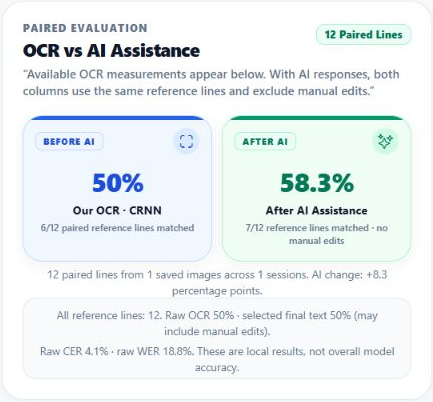 PAIRED EVALUATION
OCR vs AI Assistance
12 Paired Lines
"Available OCR measurements appear below. With AI responses, both
columns use the same reference lines and exclude manual edits."
BEFORE AI
50%
Our OCR · CRNN
6/12 paired reference lines matched
AFTER AI
58.3%
After AI Assistance
7/12 reference lines matched · no
manual edits
12 paired lines from 1 saved images across 1 sessions. AI change: +8.3
percentage points.
All reference lines: 12. Raw OCR 50% · selected final text 50% (may
include manual edits).
Raw CER 4.1% · raw WER 18.8%. These are local results, not overall model
accuracy.